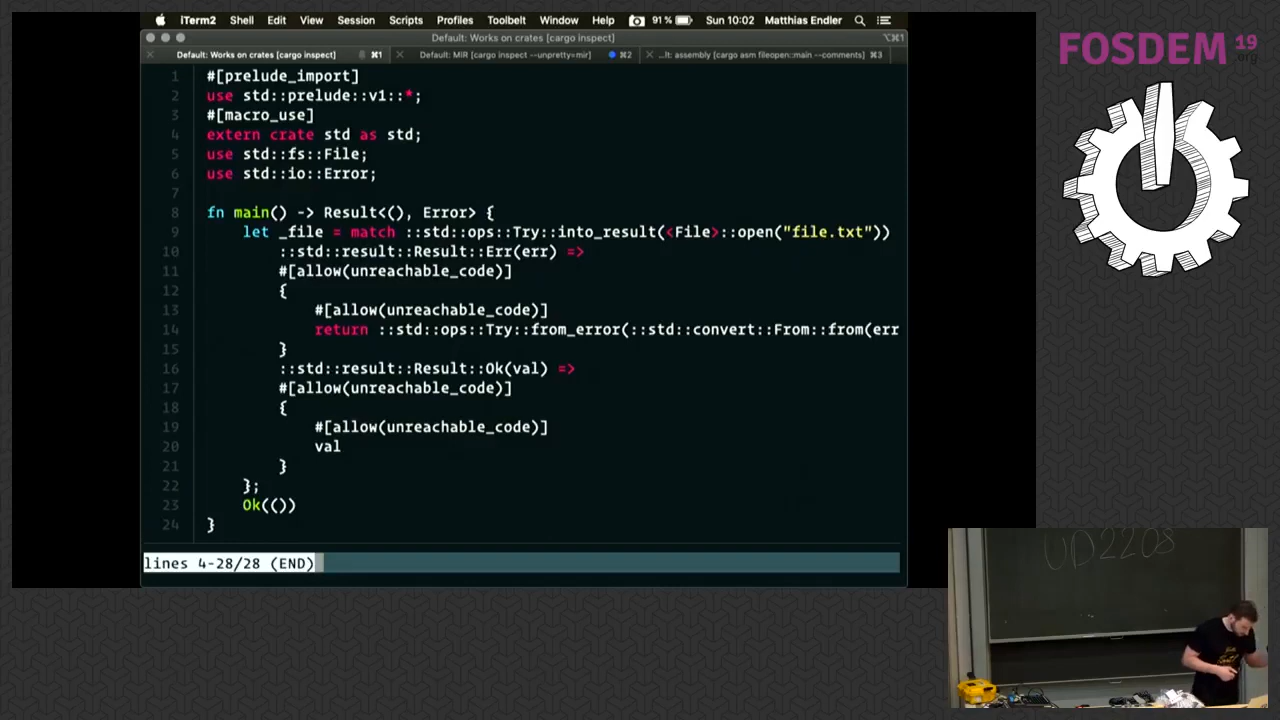 iTerm2 Shell Edit View Session Scripts Profiles Toolbelt Window Help 91% Sun 10:02 Matthias Endler
Default: Works on crates [cargo inspect] ⌥⌘1
Default: Works on crates [cargo inspect] ⌘1 Default: MIR [cargo inspect --unpretty=mir] ⌘2 ...lt: assembly [cargo asm fileopen::main --comments] ⌘3
1 #[prelude_import]
2 use std::prelude::v1::*;
3 #[macro_use]
4 extern crate std as std;
5 use std::fs::File;
6 use std::io::Error;
7
8 fn main() -> Result<(), Error> {
9 let _file = match ::std::ops::Try::into_result(<File>::open("file.txt"))
10 ::std::result::Result::Err(err) =>
11 #[allow(unreachable_code)]
12 {
13 #[allow(unreachable_code)]
14 return ::std::ops::Try::from_error(::std::convert::From::from(err
15 }
16 ::std::result::Result::Ok(val) =>
17 #[allow(unreachable_code)]
18 {
19 #[allow(unreachable_code)]
20 val
21 }
22 };
23 Ok(())
24 }
lines 4-28/28 (END)
FOSDEM 19
.org
UD2208